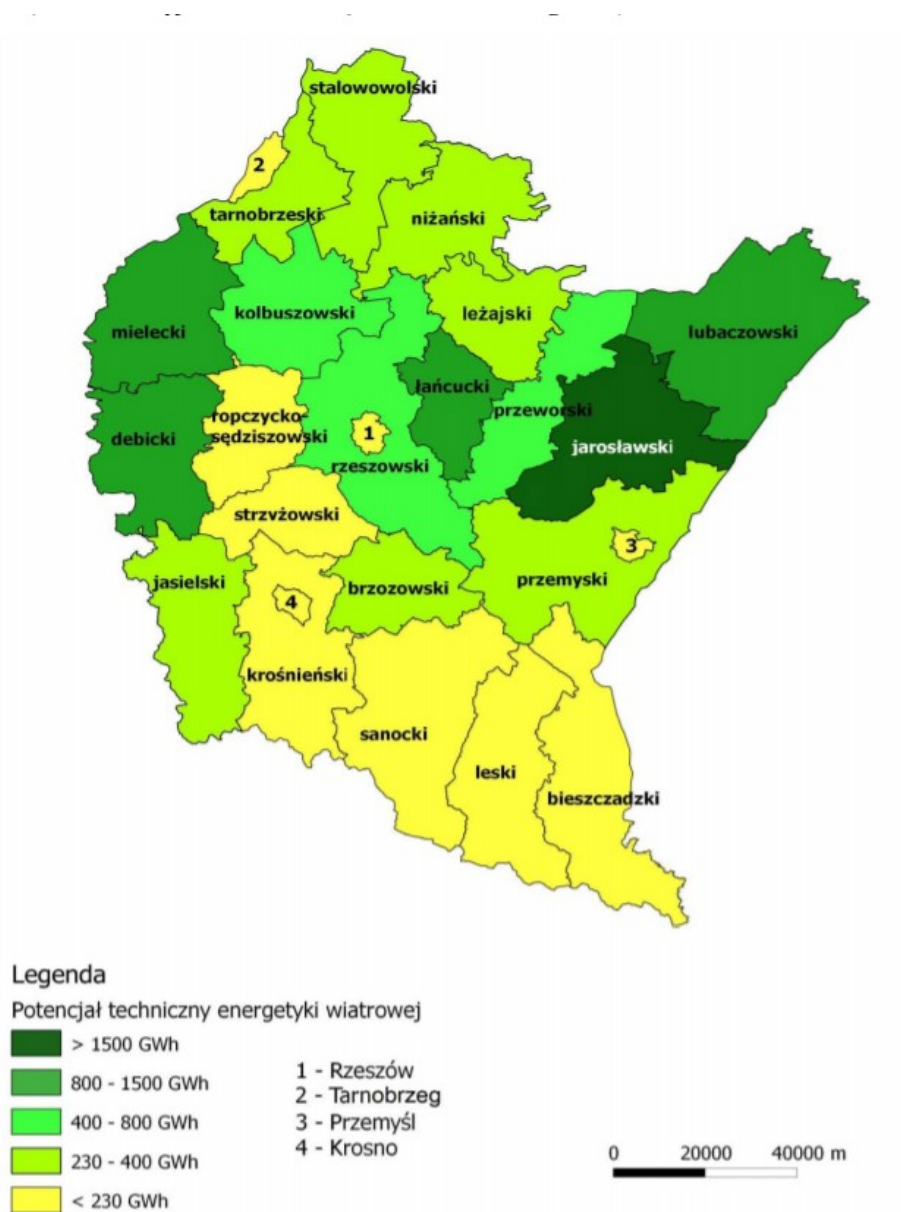 stalowowolski
2
tarnobrzeski
niżański
kolbuszowski
leżajski
mielecki
lubaczowski
łańcucki
ropczycko-
sędziszowski
przeworski
debicki
1
jarosławski
rzeszowski
strzvżowski
3
jasielski
brzozowski
przemyski
4
krośnieński
sanocki
leski
bieszczadzki
Legenda
Potencjał techniczny energetyki wiatrowej
> 1500 GWh
800 - 1500 GWh
400 - 800 GWh
230 - 400 GWh
< 230 GWh
1 - Rzeszów
2 - Tarnobrzeg
3 - Przemyśl
4 - Krosno
0 20000 40000 m